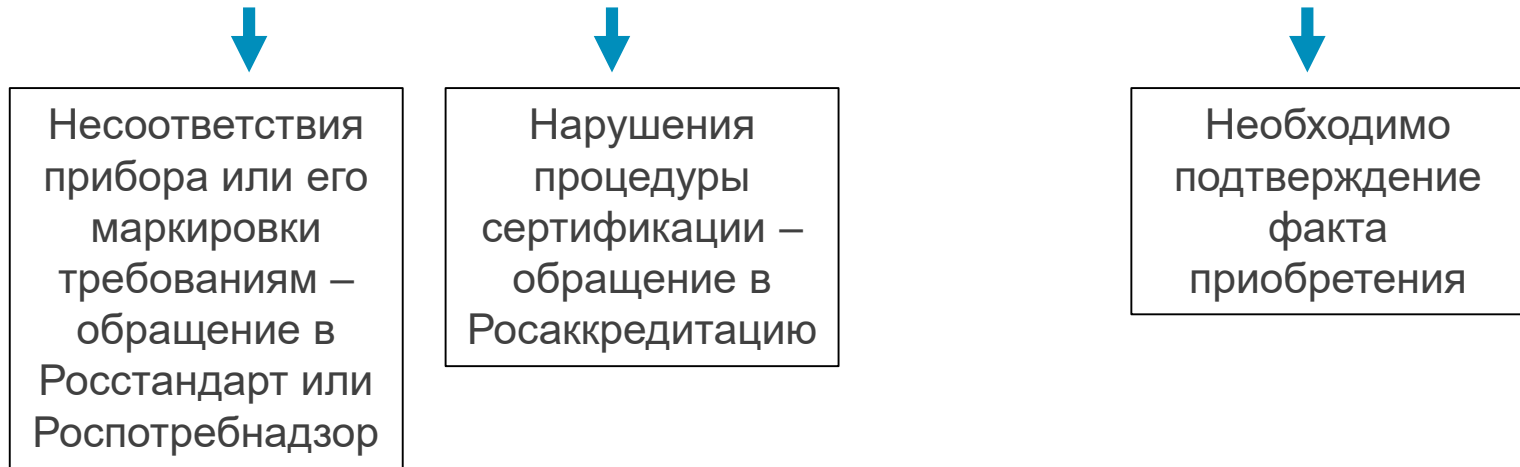 Несоответствия
прибора или его
маркировки
требованиям –
обращение в
Росстандарт или
Роспотребнадзор
Нарушения
процедуры
сертификации –
обращение в
Росаккредитацию
Необходимо
подтверждение
факта
приобретения